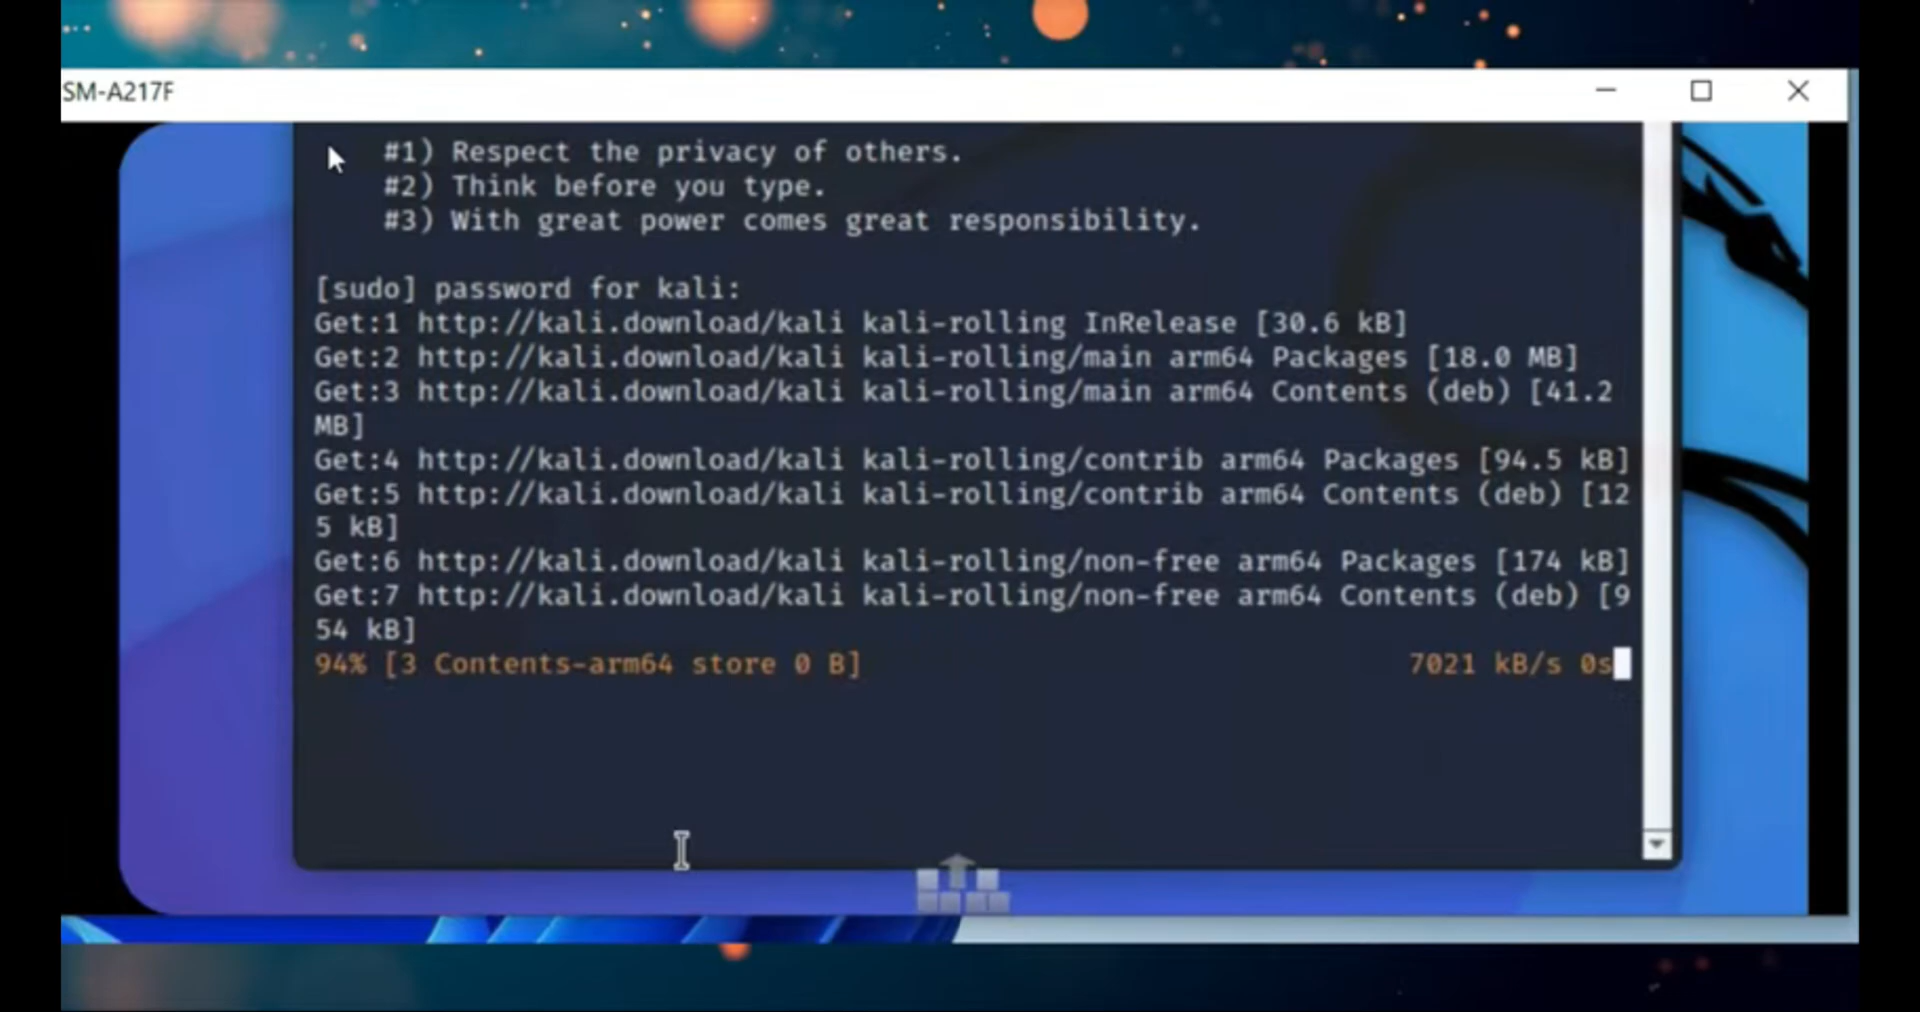 SM-A217F
#1) Respect the privacy of others.
#2) Think before you type.
#3) With great power comes great responsibility.
[sudo] password for kali:
Get:1 http://kali.download/kali kali-rolling InRelease [30.6 kB]
Get:2 http://kali.download/kali kali-rolling/main arm64 Packages [18.0 MB]
Get:3 http://kali.download/kali kali-rolling/main arm64 Contents (deb) [41.2
MB]
Get:4 http://kali.download/kali kali-rolling/contrib arm64 Packages [94.5 kB]
Get:5 http://kali.download/kali kali-rolling/contrib arm64 Contents (deb) [12
5 kB]
Get:6 http://kali.download/kali kali-rolling/non-free arm64 Packages [174 kB]
Get:7 http://kali.download/kali kali-rolling/non-free arm64 Contents (deb) [9
54 kB]
94% [3 Contents-arm64 store 0 B] 7021 kB/s 0s